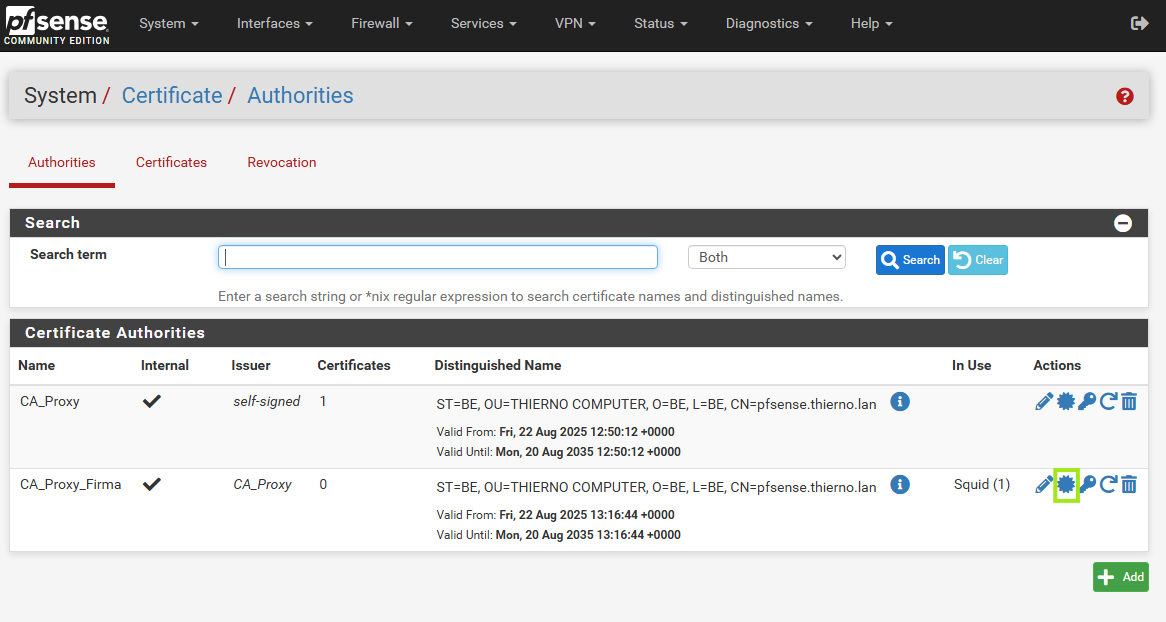 pfsense
COMMUNITY EDITION
System Interfaces Firewall Services VPN Status Diagnostics Help
System / Certificate / Authorities
Authorities Certificates Revocation
Search
Search term Both Search Clear
Enter a search string or *nix regular expression to search certificate names and distinguished names.
Certificate Authorities
Name Internal Issuer Certificates Distinguished Name In Use Actions
CA_Proxy self-signed 1 ST=BE, OU=THIERNO COMPUTER, O=BE, L=BE, CN=pfsense.thierno.lan
Valid From: Fri, 22 Aug 2025 12:50:12 +0000
Valid Until: Mon, 20 Aug 2035 12:50:12 +0000
CA_Proxy_Firma CA_Proxy 0 ST=BE, OU=THIERNO COMPUTER, O=BE, L=BE, CN=pfsense.thierno.lan Squid (1)
Valid From: Fri, 22 Aug 2025 13:16:44 +0000
Valid Until: Mon, 20 Aug 2035 13:16:44 +0000
Add